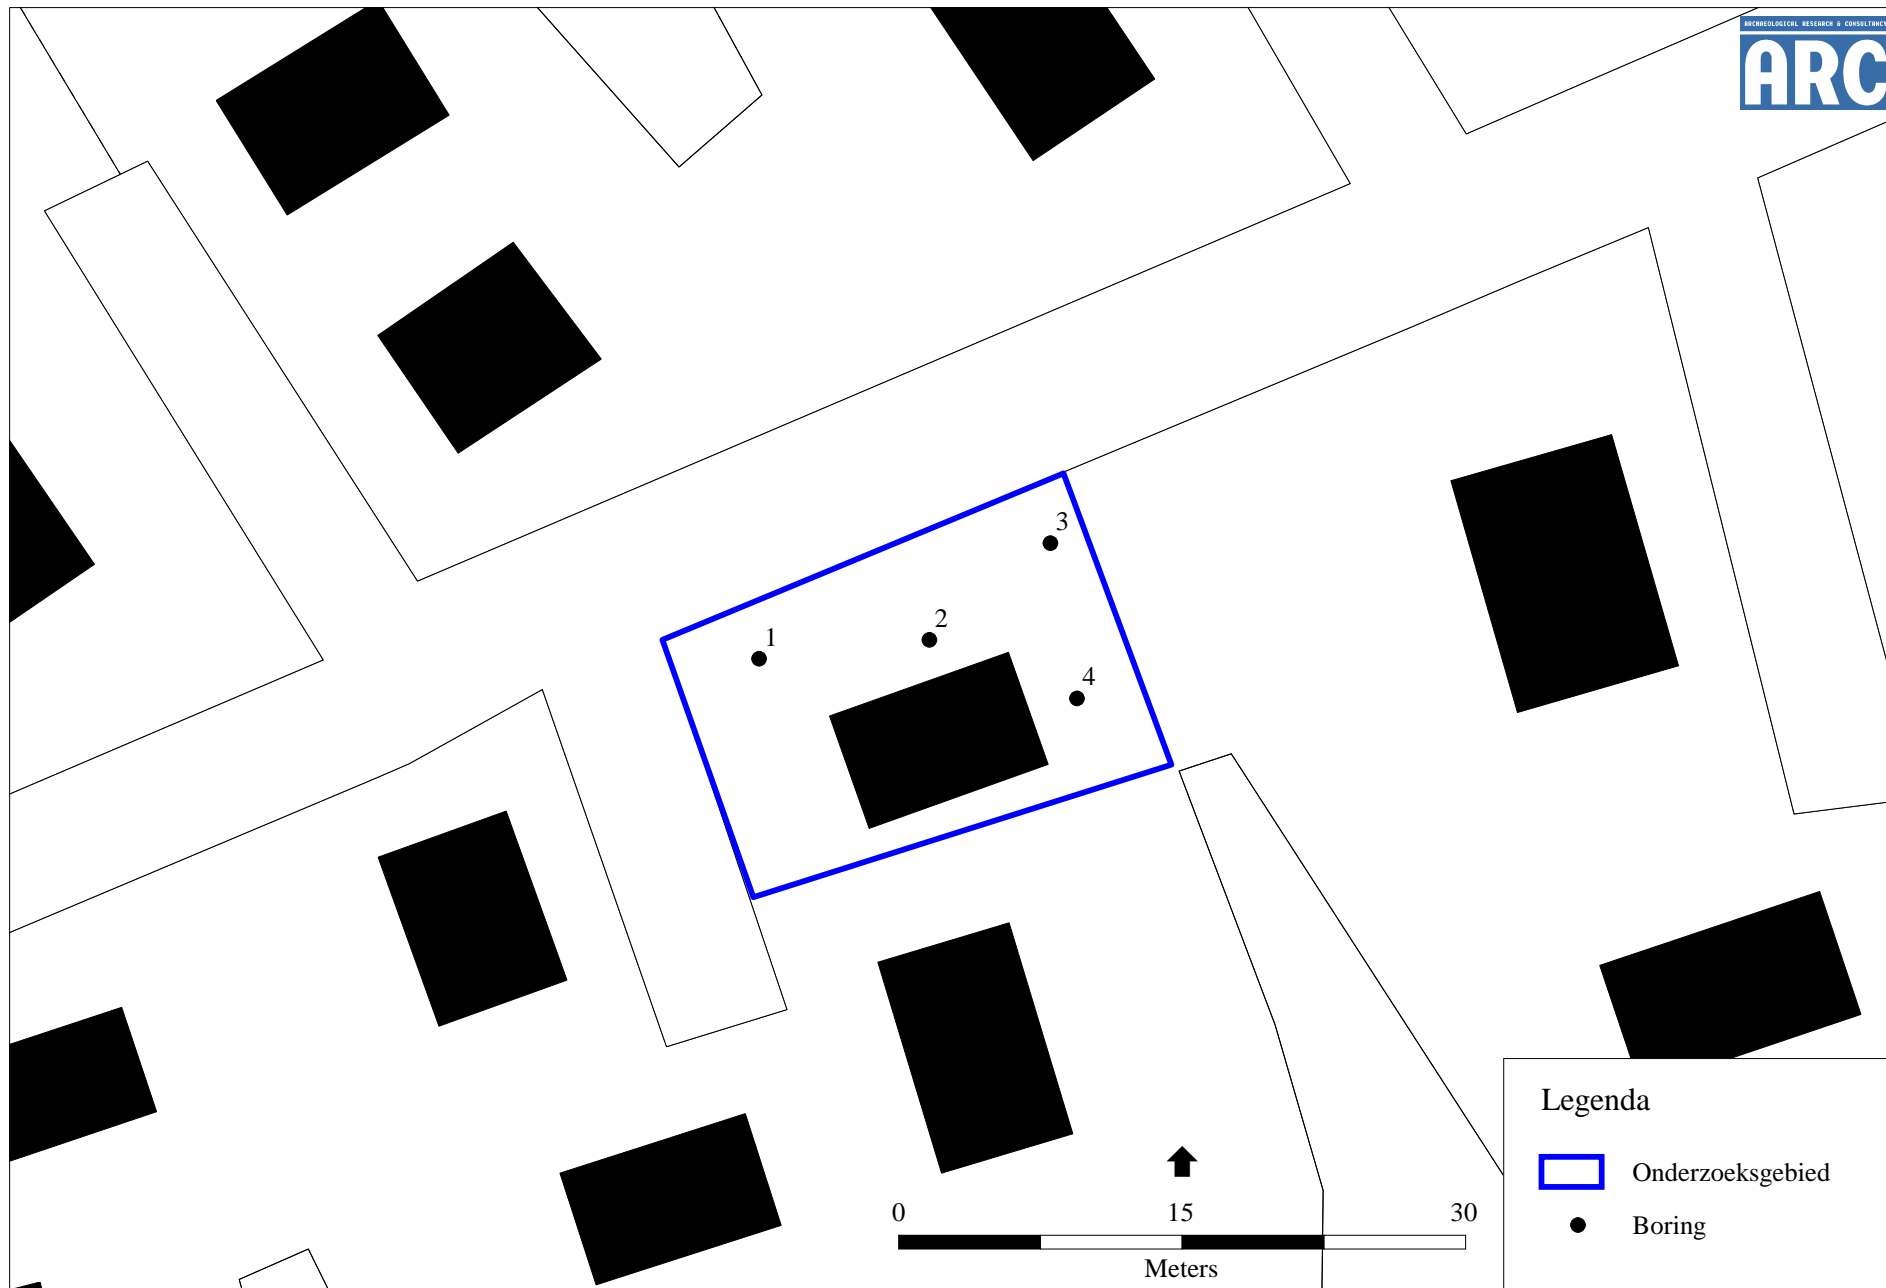 ARCHAEOLOGICAL RESEARCH & CONSULTANCY
ARC
3
2
1
4
0 15 30
Meters
Legenda
Onderzoeksgebied
Boring